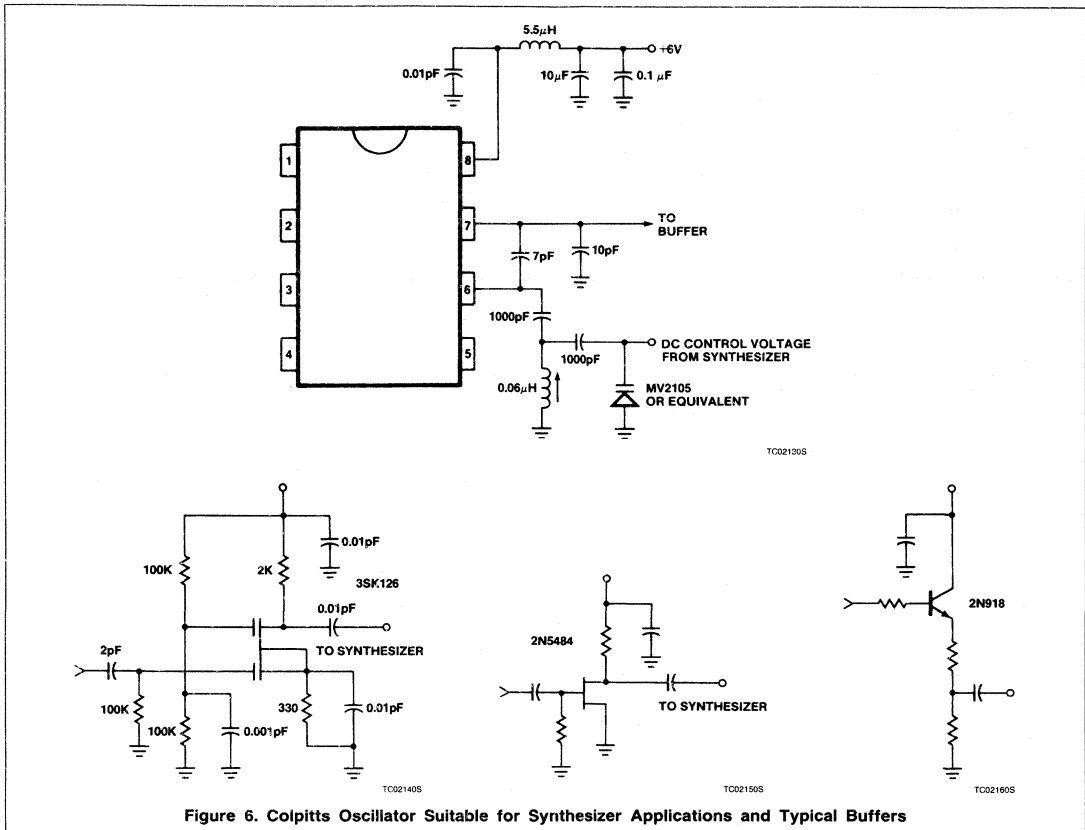 5.5μH
+6V
0.01pF
10μF
0.1 μF
1
8
2
7
TO
BUFFER
7pF
10pF
3
6
1000pF
4
5
1000pF
DC CONTROL VOLTAGE
FROM SYNTHESIZER
0.06μH
MV2105
OR EQUIVALENT
TC02130S
0.01pF
100K
2K
3SK126
0.01pF
TO SYNTHESIZER
2pF
100K
100K
0.001pF
330
0.01pF
TC02140S
2N5484
TO SYNTHESIZER
TC02150S
2N918
TC02160S
Figure 6. Colpitts Oscillator Suitable for Synthesizer Applications and Typical Buffers